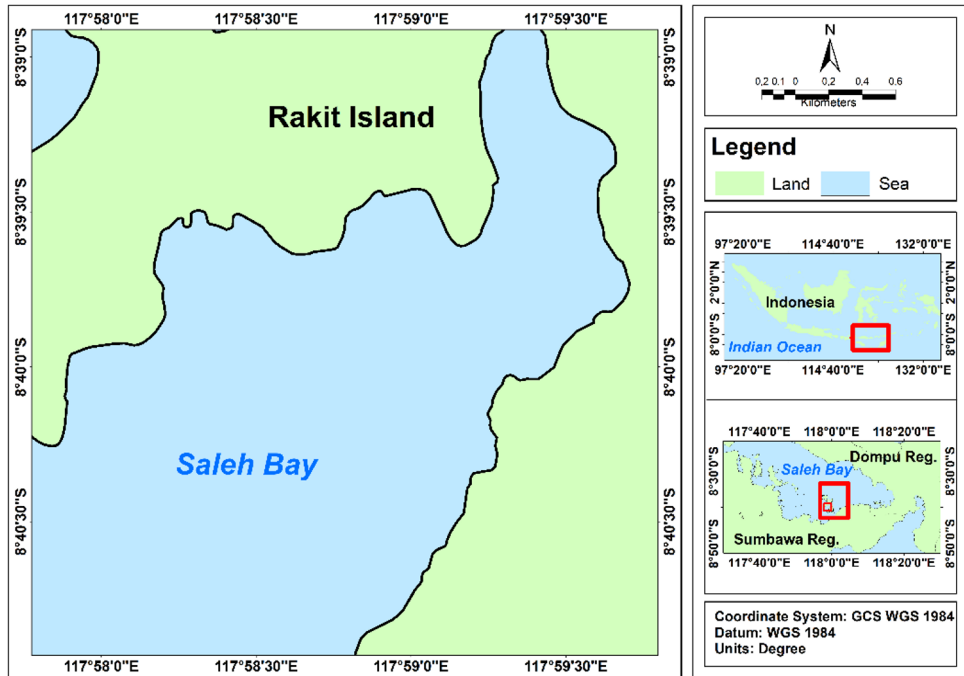 117°58'0"E 117°58'30"E 117°59'0"E 117°59'30"E
8°39'0"S 8°39'0"S
Rakit Island
8°39'30"S 8°39'30"S
8°40'0"S 8°40'0"S
Saleh Bay
8°40'30"S 8°40'30"S
117°58'0"E 117°58'30"E 117°59'0"E 117°59'30"E
N
0,2 0,1 0 0,2 0,4 0,6
Kilometers
Legend
Land Sea
97°20'0"E 114°40'0"E 132°0'0"E
2°0'0"N 2°0'0"N
Indonesia
8°0'0"S 8°0'0"S
Indian Ocean
97°20'0"E 114°40'0"E 132°0'0"E
117°40'0"E 118°0'0"E 118°20'0"E
8°30'0"S 8°30'0"S
Dompu Reg.
Saleh Bay
Sumbawa Reg.
8°50'0"S 8°50'0"S
117°40'0"E 118°0'0"E 118°20'0"E
Coordinate System: GCS WGS 1984
Datum: WGS 1984
Units: Degree